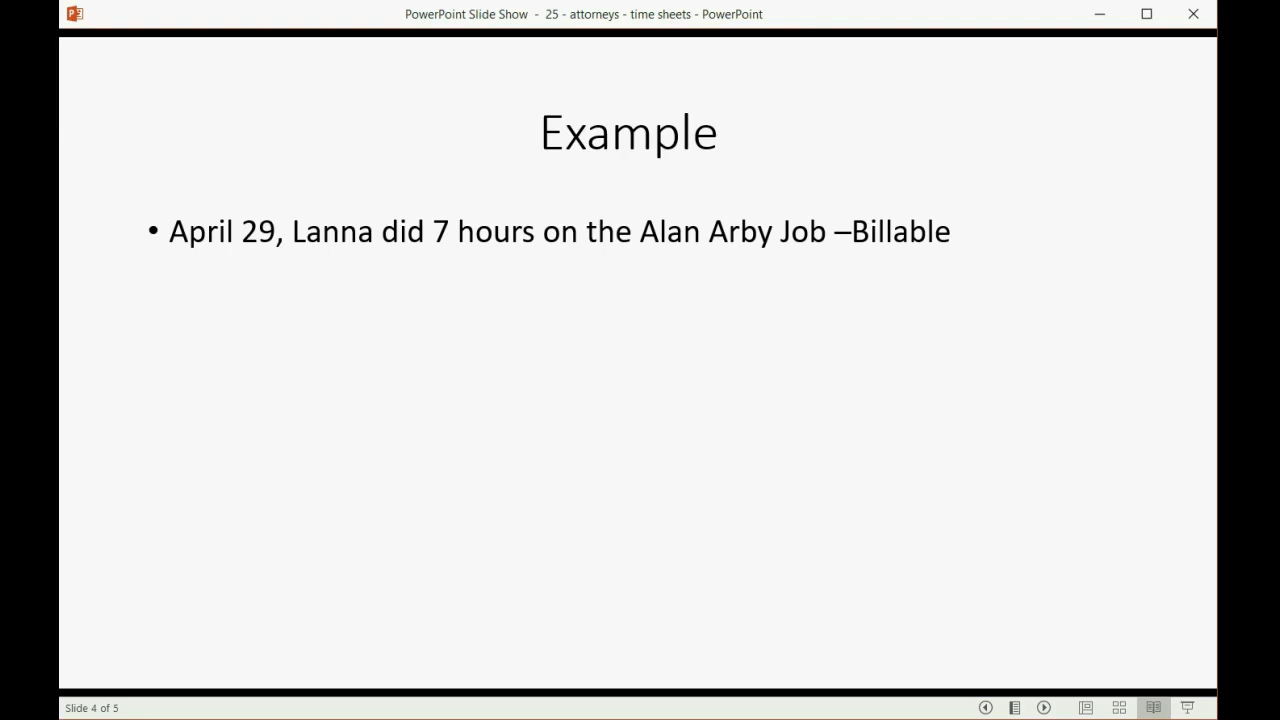 PowerPoint Slide Show - 25 - attorneys - time sheets - PowerPoint
Example
• April 29, Lanna did 7 hours on the Alan Arby Job –Billable
Slide 4 of 5